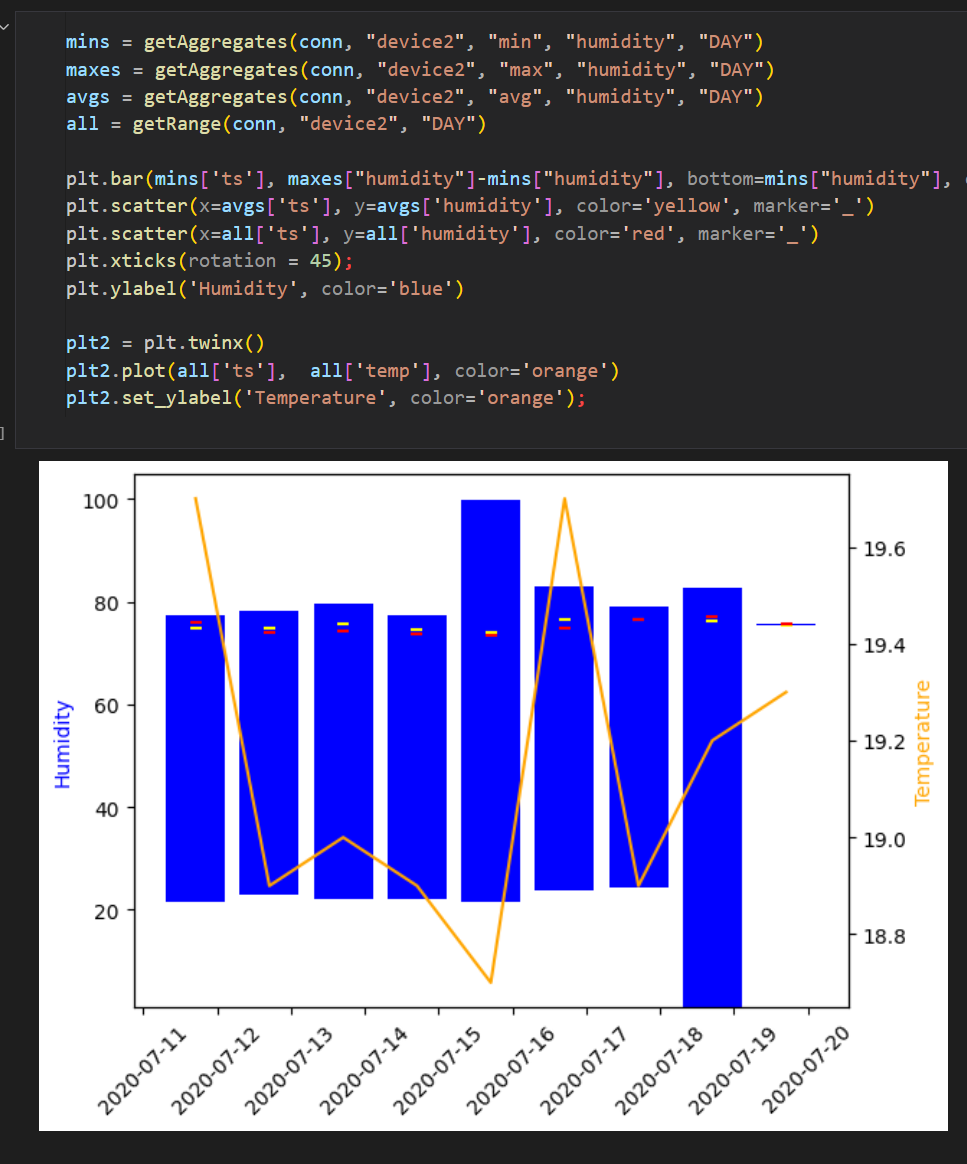 mins = getAggregates(conn, "device2", "min", "humidity", "DAY")
maxes = getAggregates(conn, "device2", "max", "humidity", "DAY")
avgs = getAggregates(conn, "device2", "avg", "humidity", "DAY")
all = getRange(conn, "device2", "DAY")
plt.bar(mins['ts'], maxes["humidity"]-mins["humidity"], bottom=mins["humidity"],
plt.scatter(x=avgs['ts'], y=avgs['humidity'], color='yellow', marker='_')
plt.scatter(x=all['ts'], y=all['humidity'], color='red', marker='_')
plt.xticks(rotation = 45);
plt.ylabel('Humidity', color='blue')
plt2 = plt.twinx()
plt2.plot(all['ts'],  all['temp'], color='orange')
plt2.set_ylabel('Temperature', color='orange');
]
Humidity
100
80
60
40
20
19.6
19.4
19.2
19.0
18.8
Temperature
2020-07-11
2020-07-12
2020-07-13
2020-07-14
2020-07-15
2020-07-16
2020-07-17
2020-07-18
2020-07-19
2020-07-20